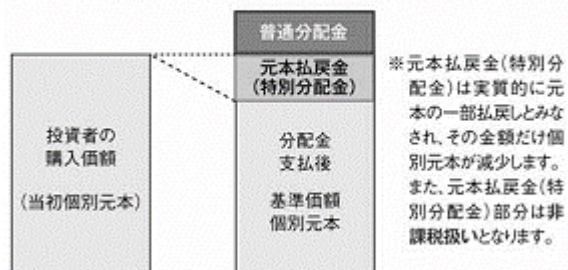 普通分配金
元本払戻金
(特別分配金)
投資者の
購入価額
(当初個別元本)
分配金
支払後
基準価額
個別元本
※元本払戻金(特別分
配金)は実質的に元
本の一部払戻しとみな
され、その金額だけ個
別元本が減少します。
また、元本払戻金(特
別分配金)部分は非
課税扱いとなります。